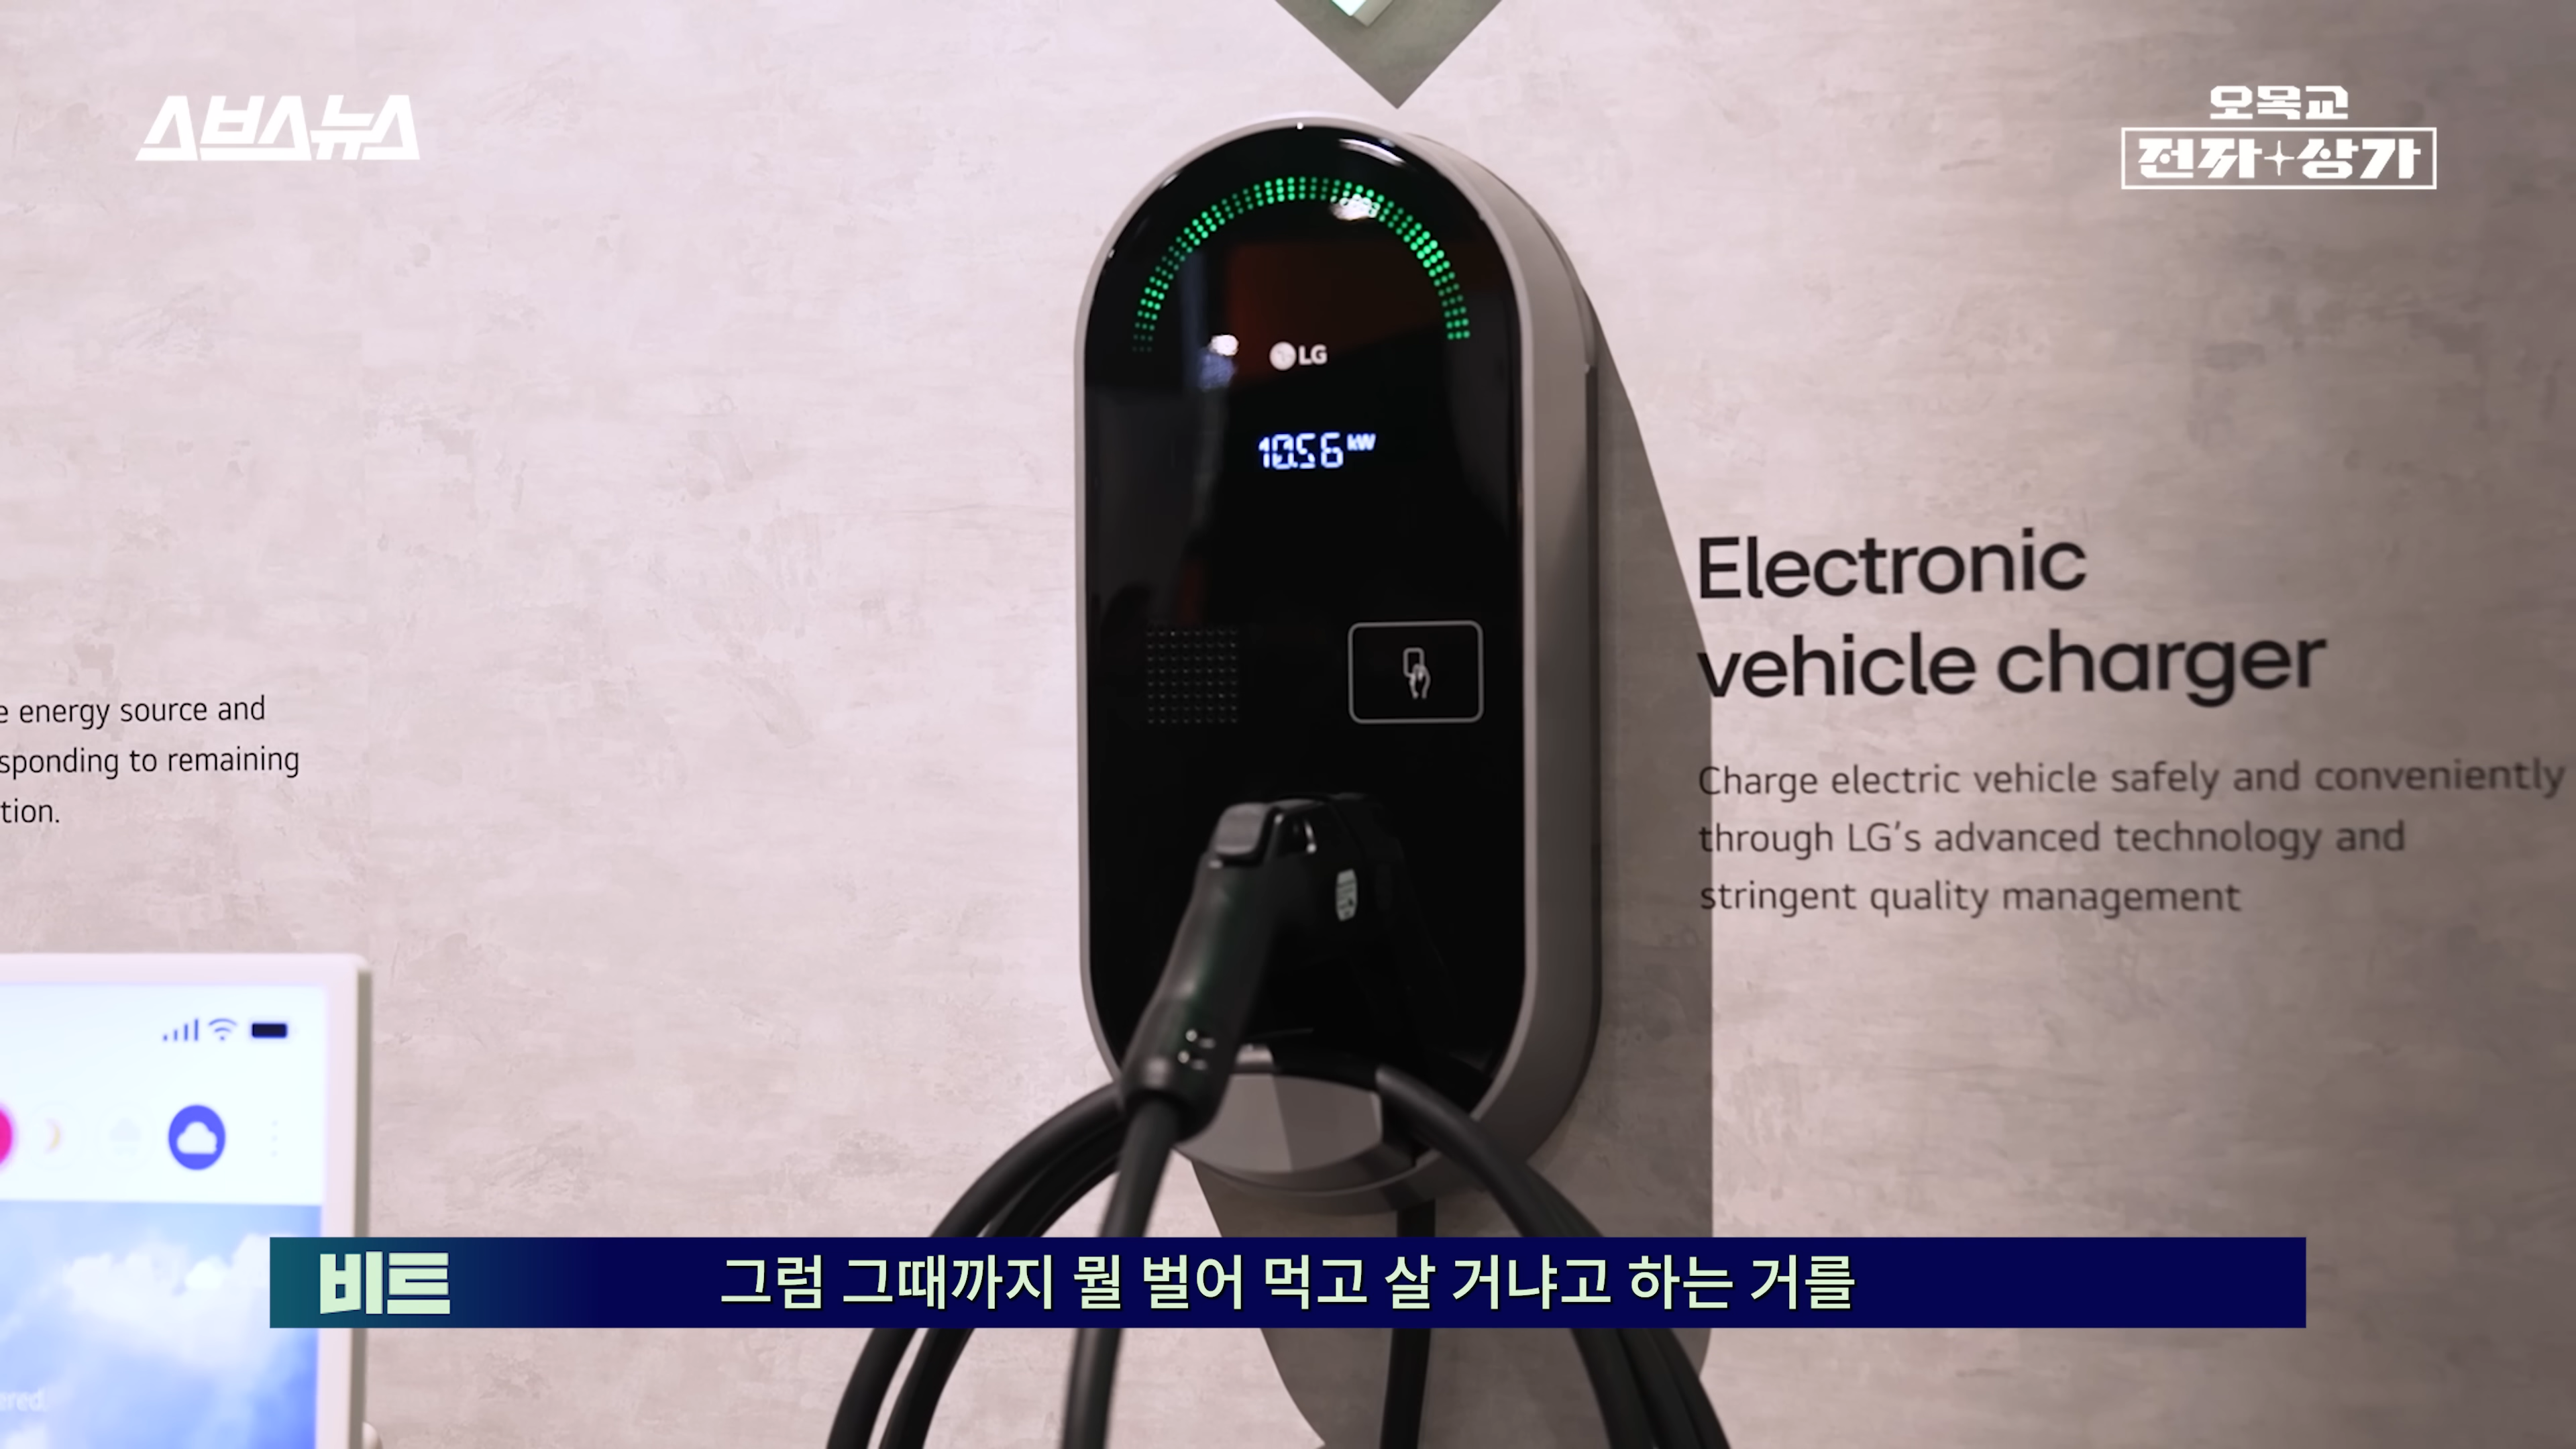 스브스뉴스
오목교
전자상가
LG
10.56 kW
Electronic
vehicle charger
Charge electric vehicle safely and conveniently
through LG's advanced technology and
stringent quality management
e energy source and
sponding to remaining
tion.
ered
비트
그럼 그때까지 뭘 벌어 먹고 살 거냐고 하는 거를